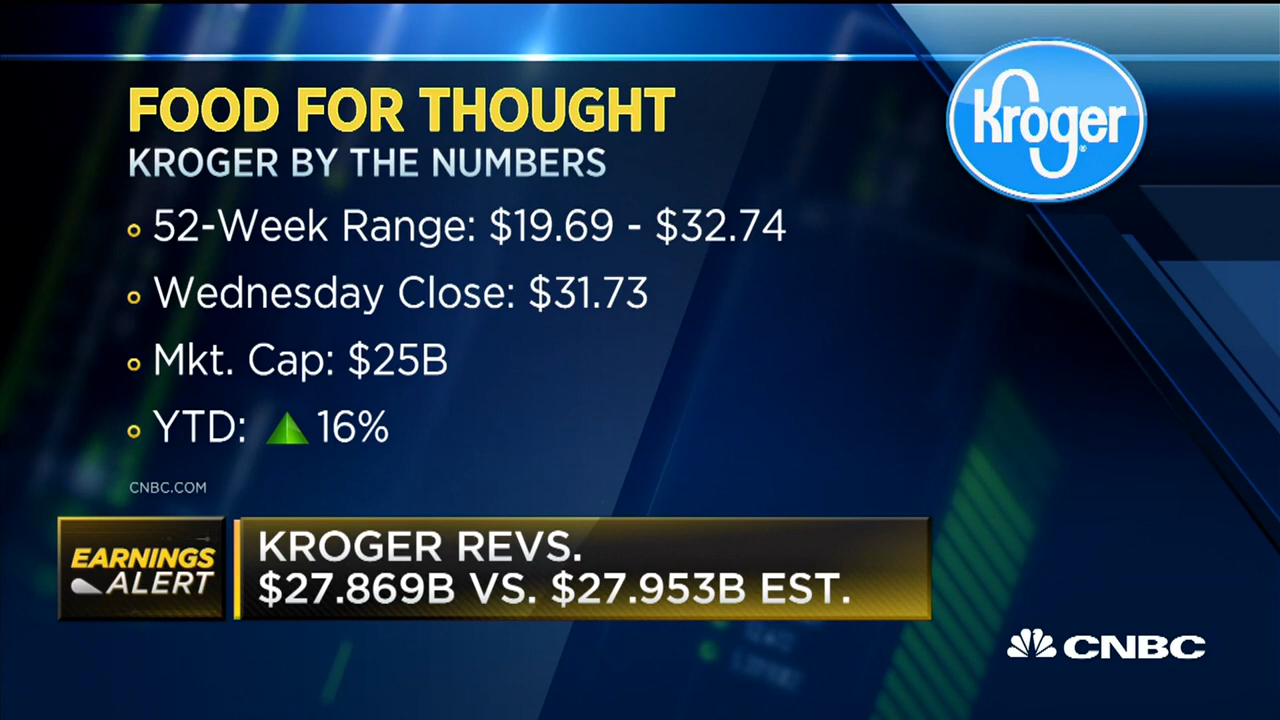 FOOD FOR THOUGHT
KROGER BY THE NUMBERS
Kroger
52-Week Range: $19.69 - $32.74
Wednesday Close: $31.73
Mkt. Cap: $25B
YTD: 16%
CNBC.COM
EARNINGS
ALERT
KROGER REVS.
$27.869B VS. $27.953B EST.
CNBC